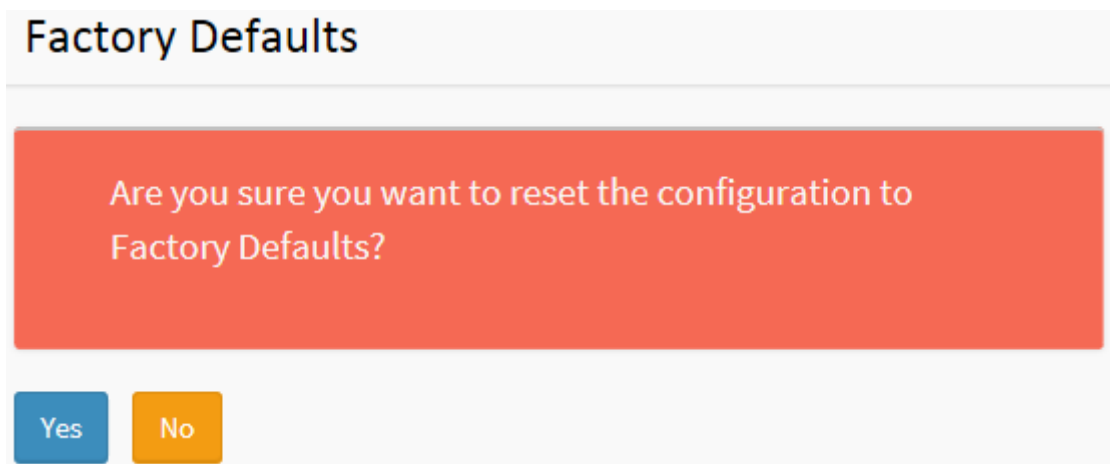 Factory Defaults
Are you sure you want to reset the configuration to
Factory Defaults?
Yes
No